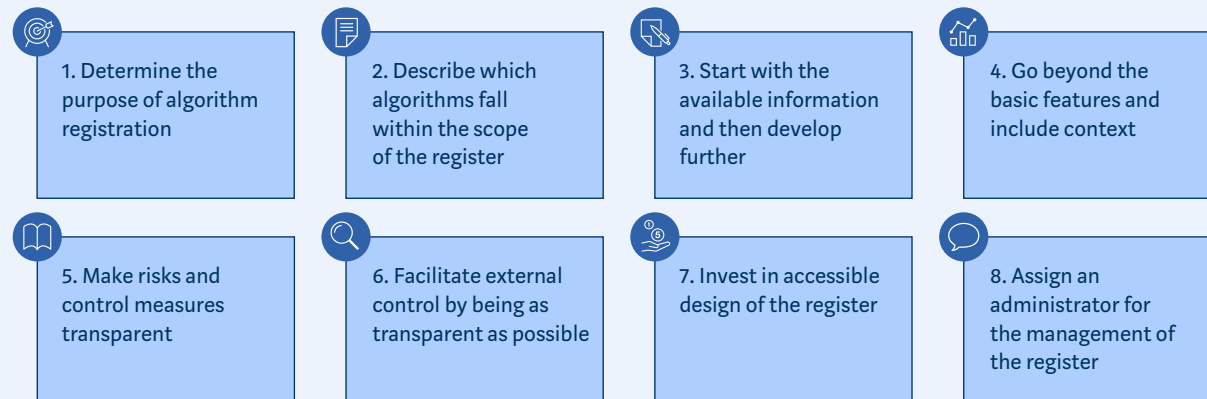 1. Determine the
purpose of algorithm
registration
2. Describe which
algorithms fall
within the scope
of the register
3. Start with the
available information
and then develop
further
4. Go beyond the
basic features and
include context
5. Make risks and
control measures
transparent
6. Facilitate external
control by being as
transparent as possible
1
5
7. Invest in accessible
design of the register
8. Assign an
administrator for
the management of
the register